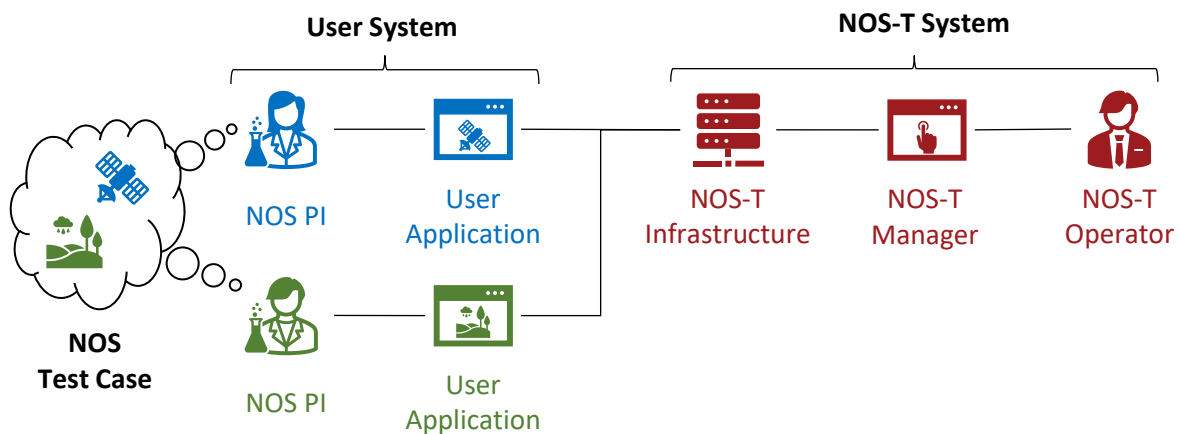 User System
NOS-T System
NOS PI
User
Application
NOS-T
Infrastructure
NOS-T
Manager
NOS-T
Operator
NOS
Test Case
NOS PI
User
Application